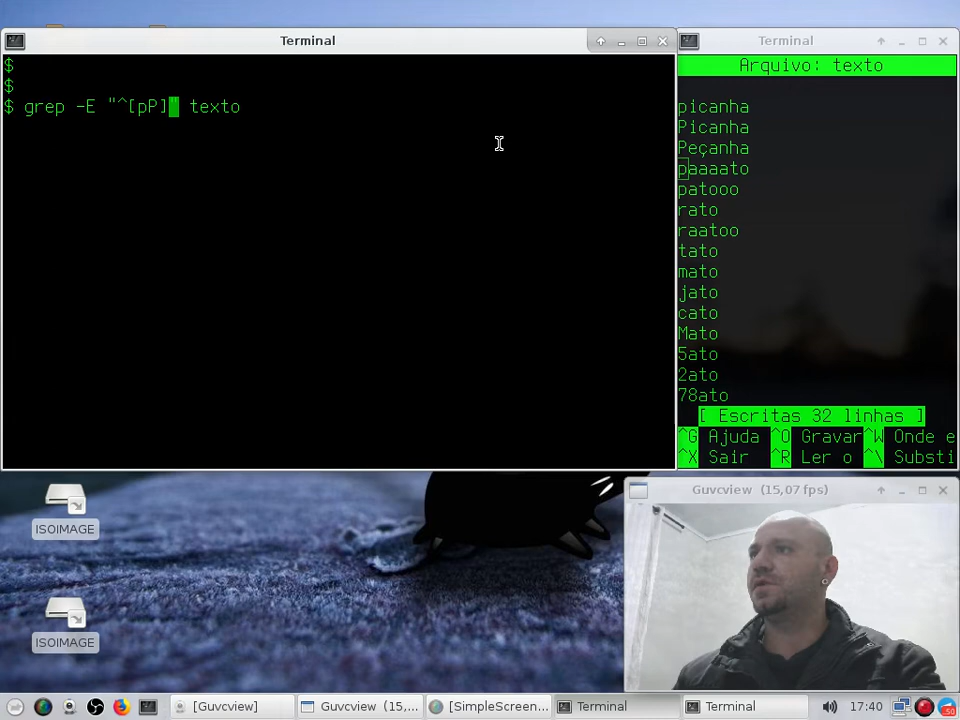 Terminal
$
$
$ grep -E "^[pP]" texto
Terminal
Arquivo: texto
picanha
Picanha
Peçanha
paaaato
patooo
rato
raatoo
tato
mato
jato
cato
Mato
5ato
2ato
78ato
[ Escritas 32 linhas ]
^G Ajuda ^O Gravar ^W Onde e
^X Sair ^R Ler o ^\ Substi
ISOIMAGE
ISOIMAGE
Guvcview (15,07 fps)
[Guvcview]
Guvcview (15,...
[SimpleScreen...
Terminal
Terminal
17:40